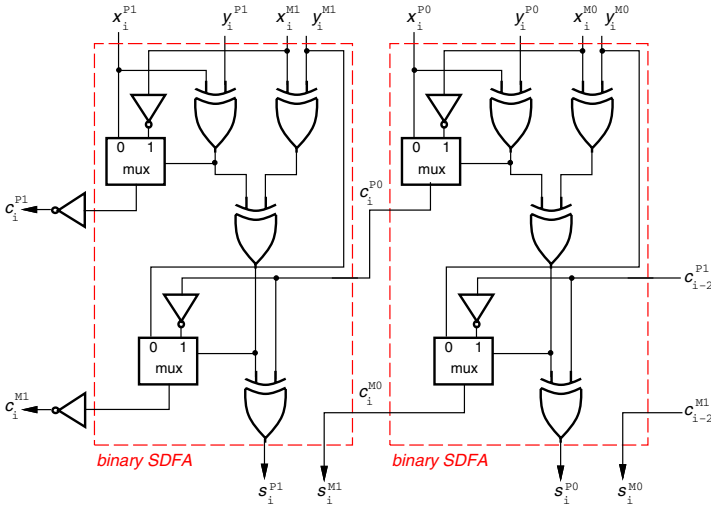 x_i^P1 y_i^P1 x_i^M1 y_i^M1 x_i^P0 y_i^P0 x_i^M0 y_i^M0
0 1 0 1
mux mux
c_i^P1 c_i^P0
c_i-2^P1
0 1 0 1
mux mux
c_i^M1 c_i^M0 c_i-2^M1
binary SDFA binary SDFA
s_i^P1 s_i^M1 s_i^P0 s_i^M0